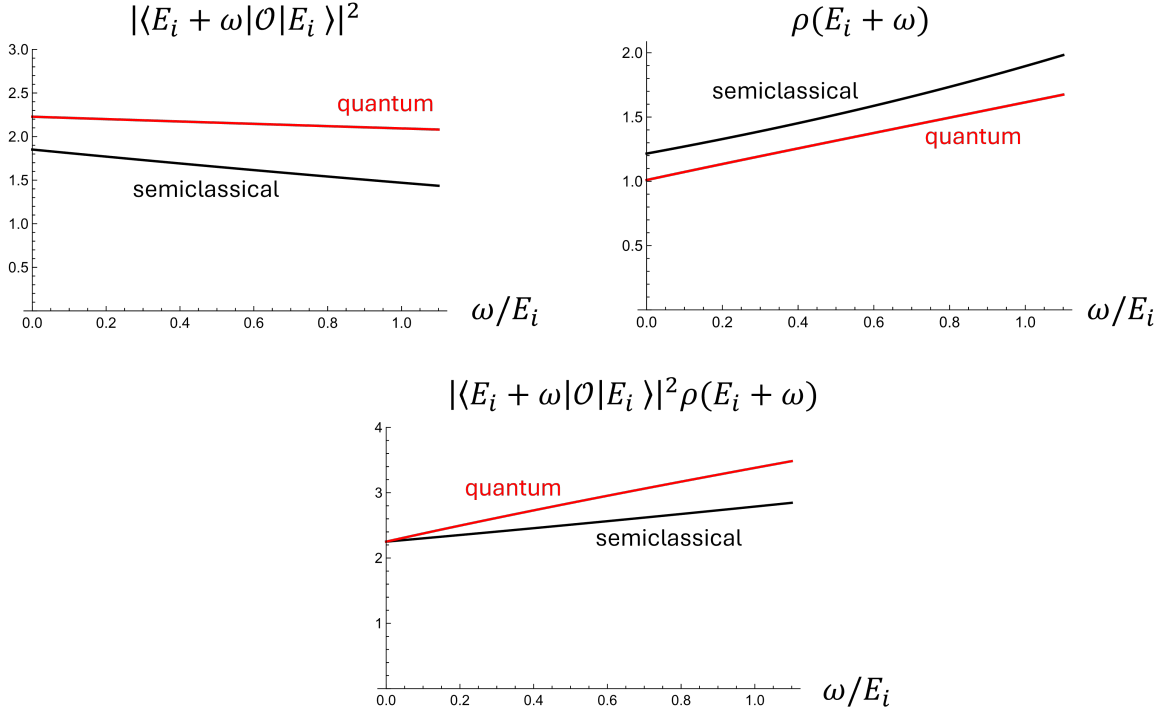 |⟨E_i + ω|𝒪|E_i ⟩|²
3.0
2.5
2.0
1.5
1.0
0.5
quantum
semiclassical
0.0 0.2 0.4 0.6 0.8 1.0
ω/E_i
ρ(E_i + ω)
2.0
1.5
1.0
0.5
semiclassical
quantum
0.0 0.2 0.4 0.6 0.8 1.0
ω/E_i
|⟨E_i + ω|𝒪|E_i ⟩|²ρ(E_i + ω)
4
3
2
1
quantum
semiclassical
0.0 0.2 0.4 0.6 0.8 1.0
ω/E_i